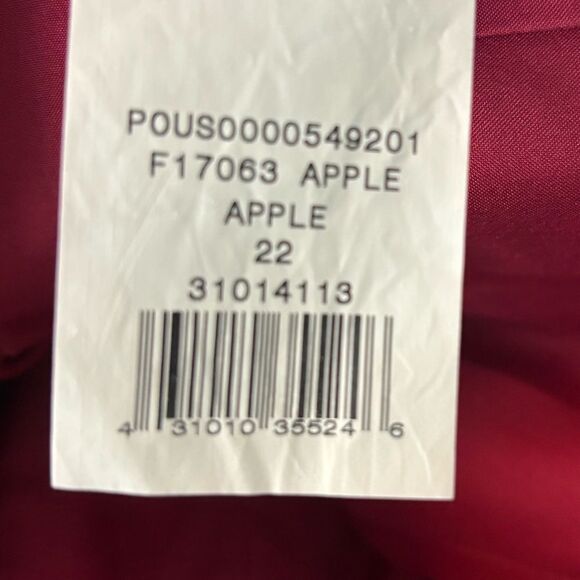 POUS0000549201
F17063 APPLE
APPLE
22
31014113
4 31010 35524 6